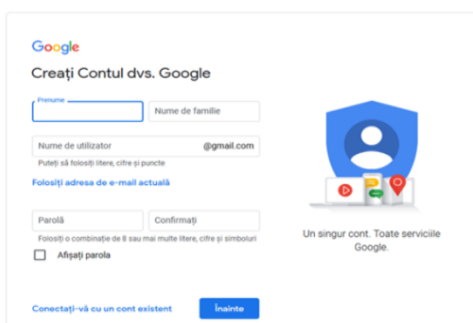 Google
Creați Contul dvs. Google
Prenume
Nume de familie
Nume de utilizator @gmail.com
Puteți să folosiți litere, cifre și puncte
Folosiți adresa de e-mail actuală
Parolă
Confirmați
Folosiți o combinație de 8 sau mai multe litere, cifre și simboluri
Afișați parola
Conectați-vă cu un cont existent
Înainte
Un singur cont. Toate serviciile
Google.